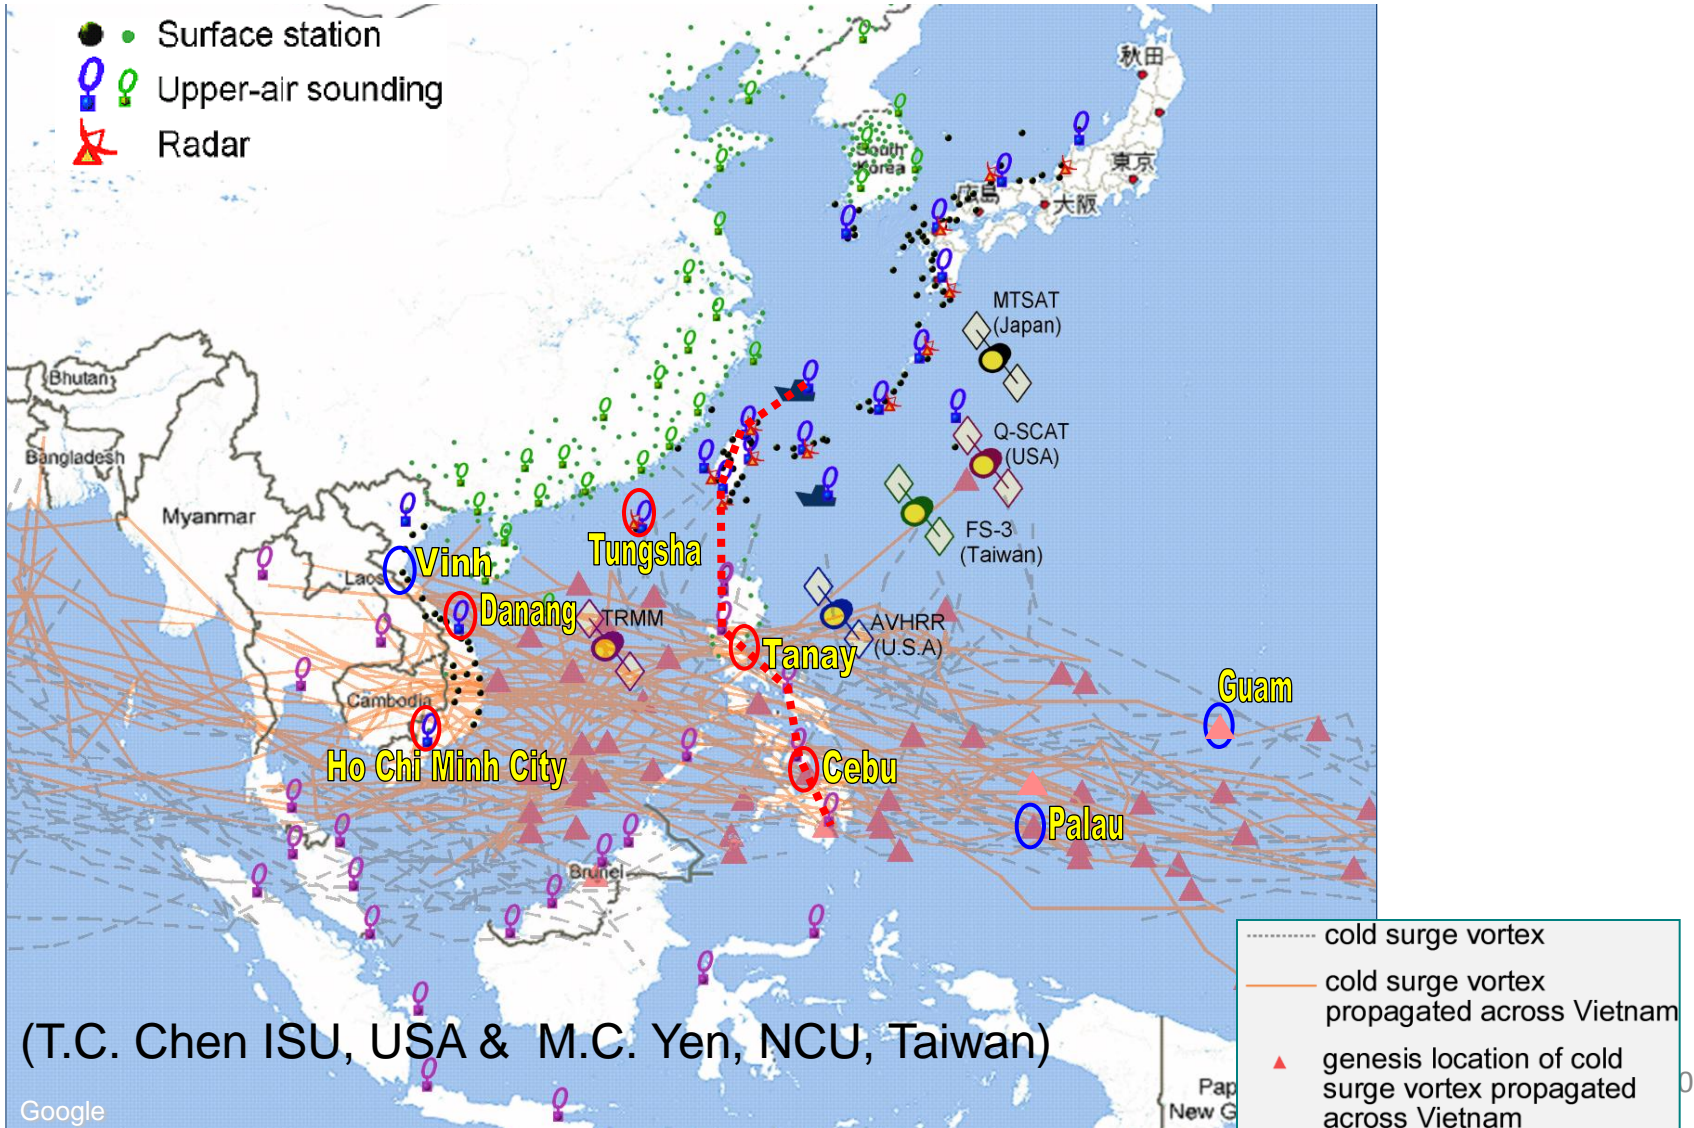 Surface station
Upper-air sounding
Radar
秋田
東京
広島
大阪
South
Korea
MTSAT
(Japan)
Bhutan
Q-SCAT
(USA)
Bangladesh
Myanmar
FS-3
(Taiwan)
Tungsha
Vinh
Laos
Danang
TRMM
AVHRR
(U.S.A)
Tanay
Guam
Cambodia
Ho Chi Minh City
Cebu
Palau
Brunei
cold surge vortex
cold surge vortex
propagated across Vietnam
genesis location of cold
surge vortex propagated
across Vietnam
(T.C. Chen ISU, USA &  M.C. Yen, NCU, Taiwan)
Pap
New G
0
Google